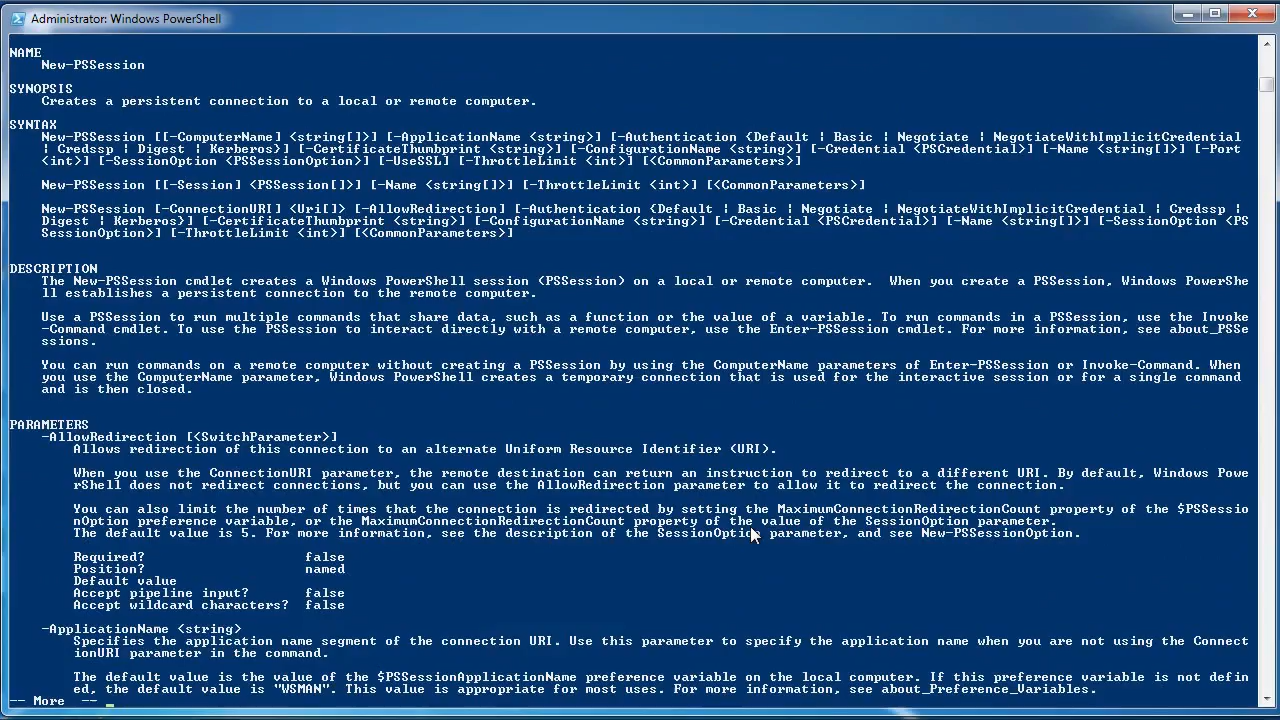 Administrator: Windows PowerShell
NAME
New-PSSession
SYNOPSIS
Creates a persistent connection to a local or remote computer.
SYNTAX
New-PSSession [[-ComputerName] <string[]>] [-ApplicationName <string>] [-Authentication {Default | Basic | Negotiate | NegotiateWithImplicitCredential
| Credssp | Digest | Kerberos}] [-CertificateThumbprint <string>] [-ConfigurationName <string>] [-Credential <PSCredential>] [-Name <string[]>] [-Port
<int>] [-SessionOption <PSSessionOption>] [-UseSSL] [-ThrottleLimit <int>] [<CommonParameters>]
New-PSSession [[-Session] <PSSession[]>] [-Name <string[]>] [-ThrottleLimit <int>] [<CommonParameters>]
New-PSSession [-ConnectionURI] <Uri[]> [-AllowRedirection] [-Authentication {Default | Basic | Negotiate | NegotiateWithImplicitCredential | Credssp |
Digest | Kerberos}] [-CertificateThumbprint <string>] [-ConfigurationName <string>] [-Credential <PSCredential>] [-Name <string[]>] [-SessionOption <PS
SessionOption>] [-ThrottleLimit <int>] [<CommonParameters>]
DESCRIPTION
The New-PSSession cmdlet creates a Windows PowerShell session (PSSession) on a local or remote computer.  When you create a PSSession, Windows PowerShe
ll establishes a persistent connection to the remote computer.
Use a PSSession to run multiple commands that share data, such as a function or the value of a variable. To run commands in a PSSession, use the Invoke
-Command cmdlet. To use the PSSession to interact directly with a remote computer, use the Enter-PSSession cmdlet. For more information, see about_PSSe
ssions.
You can run commands on a remote computer without creating a PSSession by using the ComputerName parameters of Enter-PSSession or Invoke-Command. When
you use the ComputerName parameter, Windows PowerShell creates a temporary connection that is used for the interactive session or for a single command
and is then closed.
PARAMETERS
-AllowRedirection [<SwitchParameter>]
Allows redirection of this connection to an alternate Uniform Resource Identifier (URI).
When you use the ConnectionURI parameter, the remote destination can return an instruction to redirect to a different URI. By default, Windows Powe
rShell does not redirect connections, but you can use the AllowRedirection parameter to allow it to redirect the connection.
You can also limit the number of times that the connection is redirected by setting the MaximumConnectionRedirectionCount property of the $PSSessio
nOption preference variable, or the MaximumConnectionRedirectionCount property of the value of the SessionOption parameter.
The default value is 5. For more information, see the description of the SessionOption parameter, and see New-PSSessionOption.
Required? false
Position? named
Default value
Accept pipeline input? false
Accept wildcard characters? false
-ApplicationName <string>
Specifies the application name segment of the connection URI. Use this parameter to specify the application name when you are not using the Connect
ionURI parameter in the command.
The default value is the value of the $PSSessionApplicationName preference variable on the local computer. If this preference variable is not defin
ed, the default value is "WSMAN". This value is appropriate for most uses. For more information, see about_Preference_Variables.
-- More  --